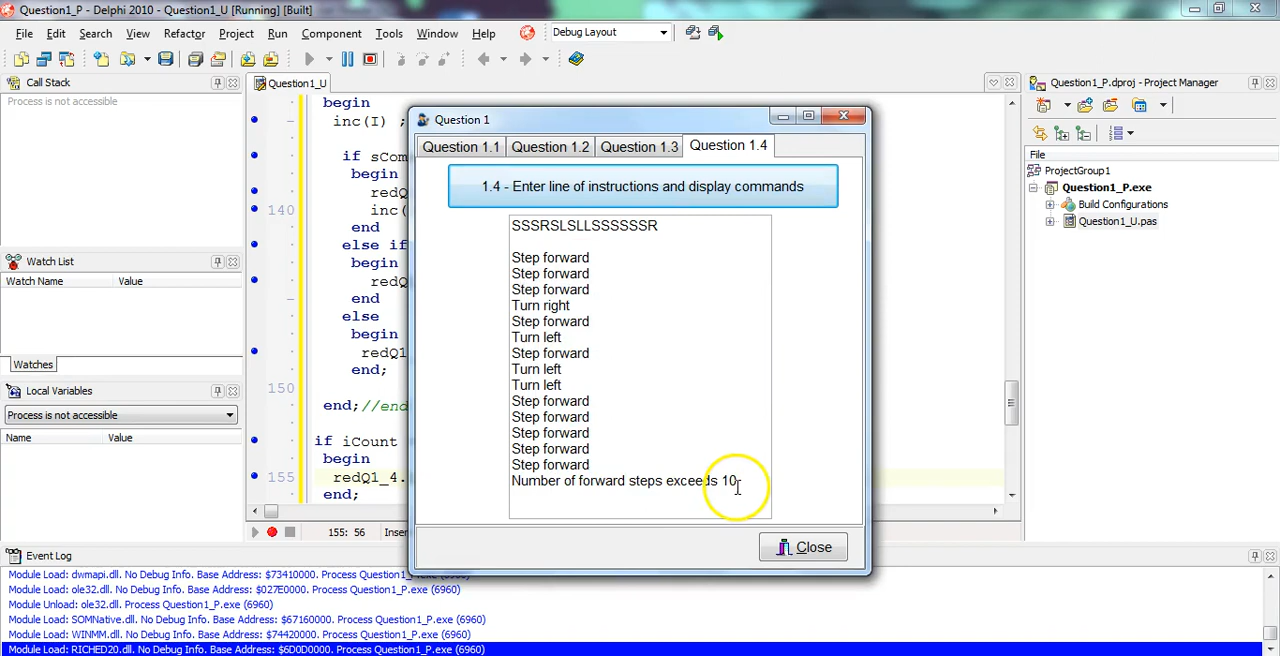 Question1_P - Delphi 2010 - Question1_U [Running] [Built]
File Edit Search View Refactor Project Run Component Tools Window Help Debug Layout
Call Stack
Process is not accessible
Watch List
Watch Name Value
Watches
Local Variables
Process is not accessible
Name Value
Question1_U
begin
inc(I) ;
if sCom
begin
redQ
140 inc(
end
else if
begin
redQ
end
else
begin
redQ1
end;
150
end;//end
if iCount
begin
155 redQ1_4.
end;
155: 56 Inser
Question 1
Question 1.1 Question 1.2 Question 1.3 Question 1.4
1.4 - Enter line of instructions and display commands
SSSRSLSLLSSSSSSR
Step forward
Step forward
Step forward
Turn right
Step forward
Turn left
Step forward
Turn left
Turn left
Step forward
Step forward
Step forward
Step forward
Step forward
Number of forward steps exceeds 10
Close
Question1_P.dproj - Project Manager
File
ProjectGroup1
Question1_P.exe
Build Configurations
Question1_U.pas
Event Log
Module Load: dwmapi.dll. No Debug Info. Base Address: $73410000. Process Question1_P.exe (6960)
Module Load: ole32.dll. No Debug Info. Base Address: $027E0000. Process Question1_P.exe (6960)
Module Unload: ole32.dll. Process Question1_P.exe (6960)
Module Load: SOMNative.dll. No Debug Info. Base Address: $67160000. Process Question1_P.exe (6960)
Module Load: WINMM.dll. No Debug Info. Base Address: $74420000. Process Question1_P.exe (6960)
Module Load: RICHED20.dll. No Debug Info. Base Address: $6D0D0000. Process Question1_P.exe (6960)